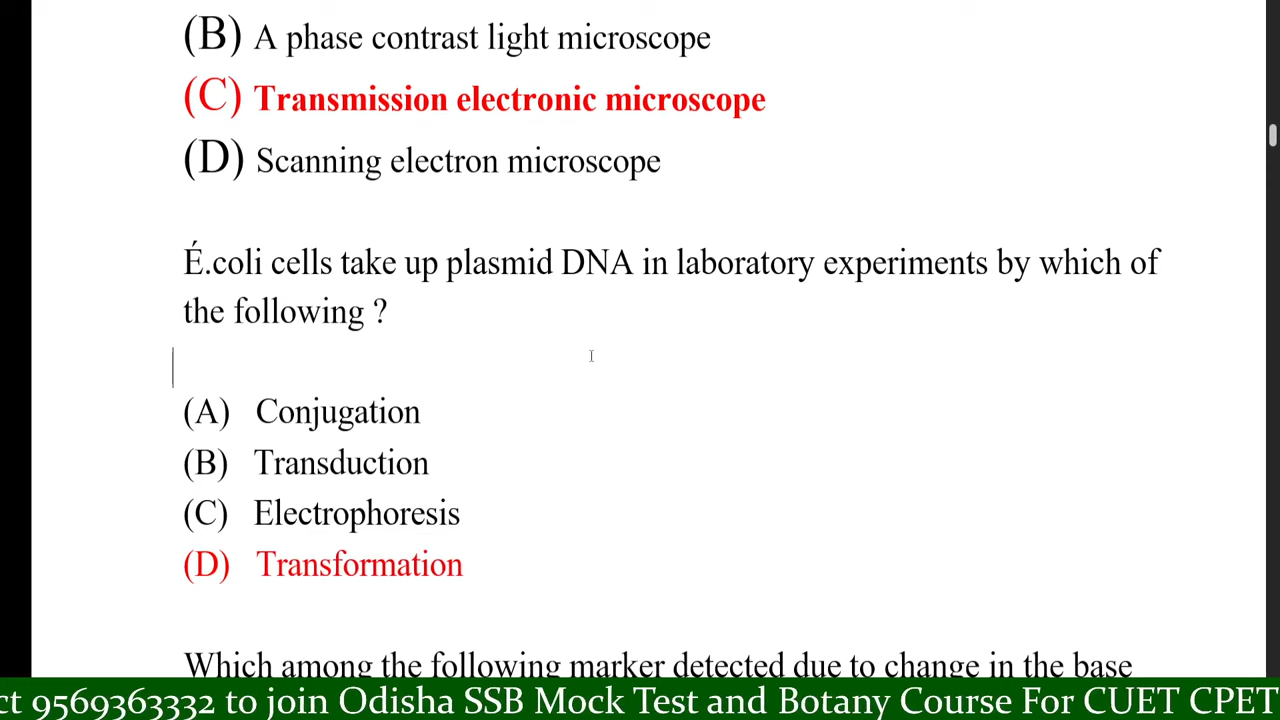 (B) A phase contrast light microscope
(C) Transmission electronic microscope
(D) Scanning electron microscope
É.coli cells take up plasmid DNA in laboratory experiments by which of
the following ?
(A) Conjugation
(B) Transduction
(C) Electrophoresis
(D) Transformation
Which among the following marker detected due to change in the base
ct 9569363332 to join Odisha SSB Mock Test and Botany Course For CUET CPET